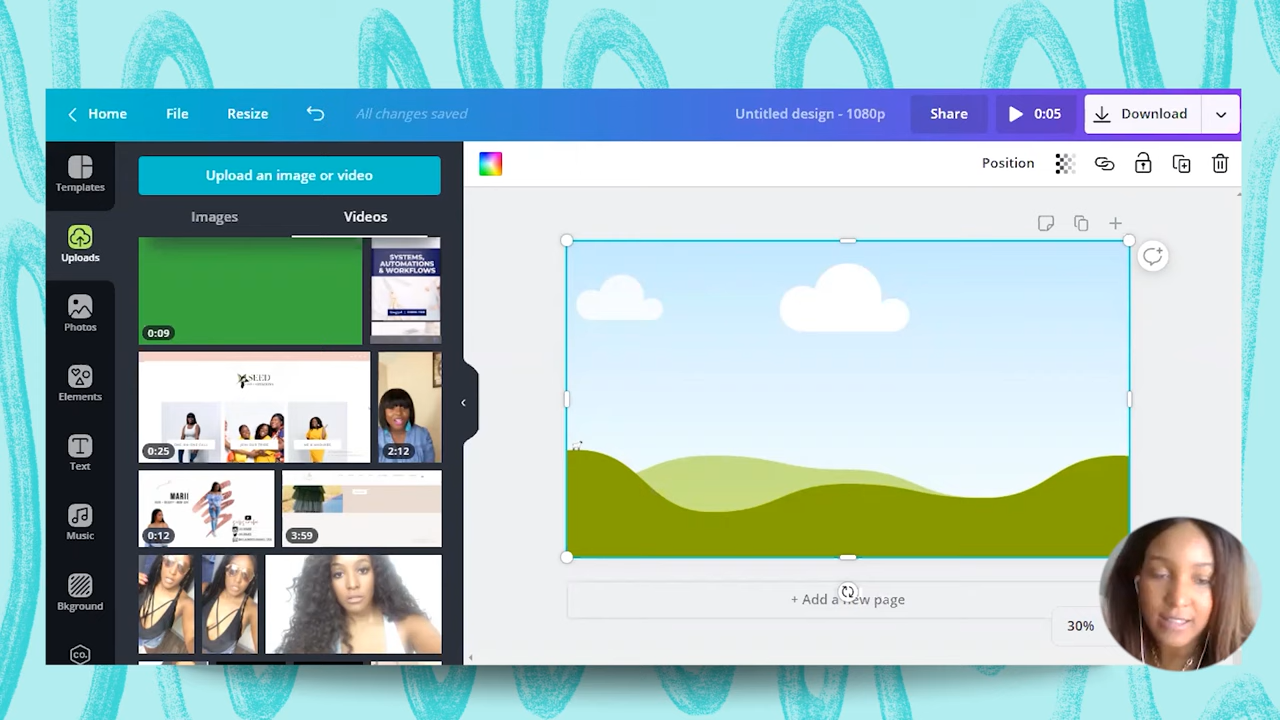 Home File Resize All changes saved Untitled design - 1080p Share 0:05 Download
Templates
Uploads
Photos
Elements
Text
Music
Bkground
CO.
Upload an image or video
Images Videos
0:09
SYSTEMS,
AUTOMATIONS
& WORKFLOWS
SEED
0:25
2:12
MARII
0:12
3:59
Position
+ Add a new page
30%